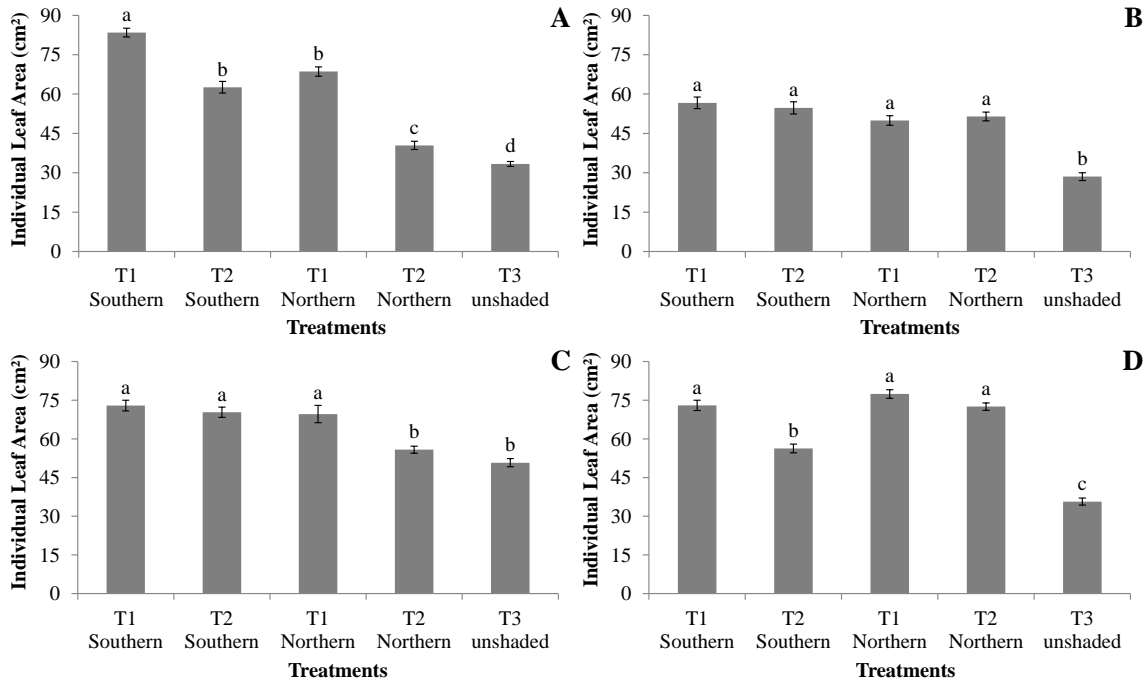 A
Individual Leaf Area (cm²)
90
75
60
45
30
15
0
a
b
b
c
d
T1 Southern
T2 Southern
T1 Northern
T2 Northern
T3 unshaded
Treatments
B
Individual Leaf Area (cm²)
90
75
60
45
30
15
0
a
a
a
a
b
T1 Southern
T2 Southern
T1 Northern
T2 Northern
T3 unshaded
Treatments
C
Individual Leaf Area (cm²)
90
75
60
45
30
15
0
a
a
a
b
b
T1 Southern
T2 Southern
T1 Northern
T2 Northern
T3 unshaded
Treatments
D
Individual Leaf Area (cm²)
90
75
60
45
30
15
0
a
b
a
a
c
T1 Southern
T2 Southern
T1 Northern
T2 Northern
T3 unshaded
Treatments